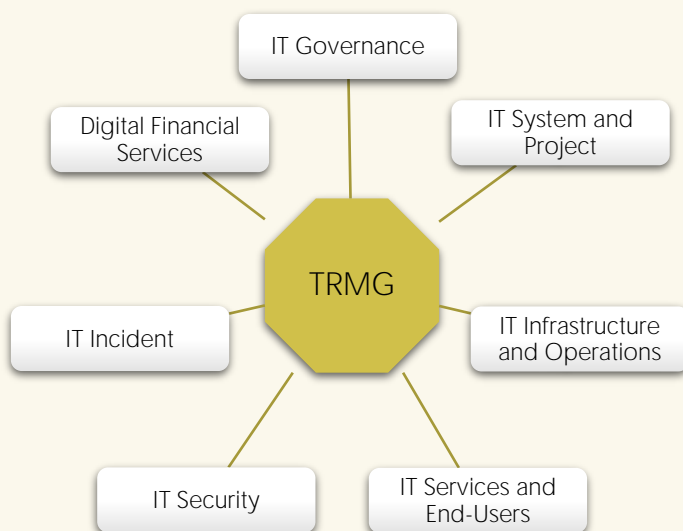 IT Governance
Digital Financial
Services
IT System and
Project
TRMG
IT Incident
IT Infrastructure
and Operations
IT Security
IT Services and
End-Users